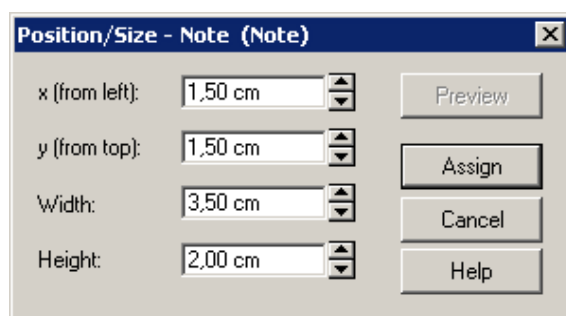 Position/Size - Note (Note)
x (from left): 1,50 cm Preview
y (from top): 1,50 cm Assign
Width: 3,50 cm Cancel
Height: 2,00 cm Help